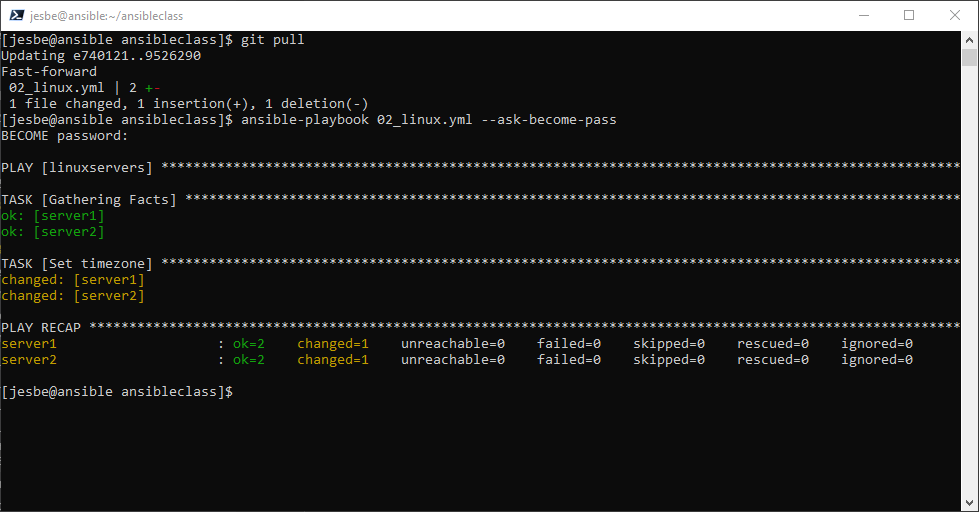 jesbe@ansible:~/ansibleclass
[jesbe@ansible ansibleclass]$ git pull
Updating e740121..9526290
Fast-forward
 02_linux.yml | 2 +-
 1 file changed, 1 insertion(+), 1 deletion(-)
[jesbe@ansible ansibleclass]$ ansible-playbook 02_linux.yml --ask-become-pass
BECOME password:
PLAY [linuxservers] ****************************************************************************************************
TASK [Gathering Facts] *************************************************************************************************
ok: [server1]
ok: [server2]
TASK [Set timezone] ****************************************************************************************************
changed: [server1]
changed: [server2]
PLAY RECAP *************************************************************************************************************
server1                    : ok=2    changed=1    unreachable=0    failed=0    skipped=0    rescued=0    ignored=0
server2                    : ok=2    changed=1    unreachable=0    failed=0    skipped=0    rescued=0    ignored=0
[jesbe@ansible ansibleclass]$